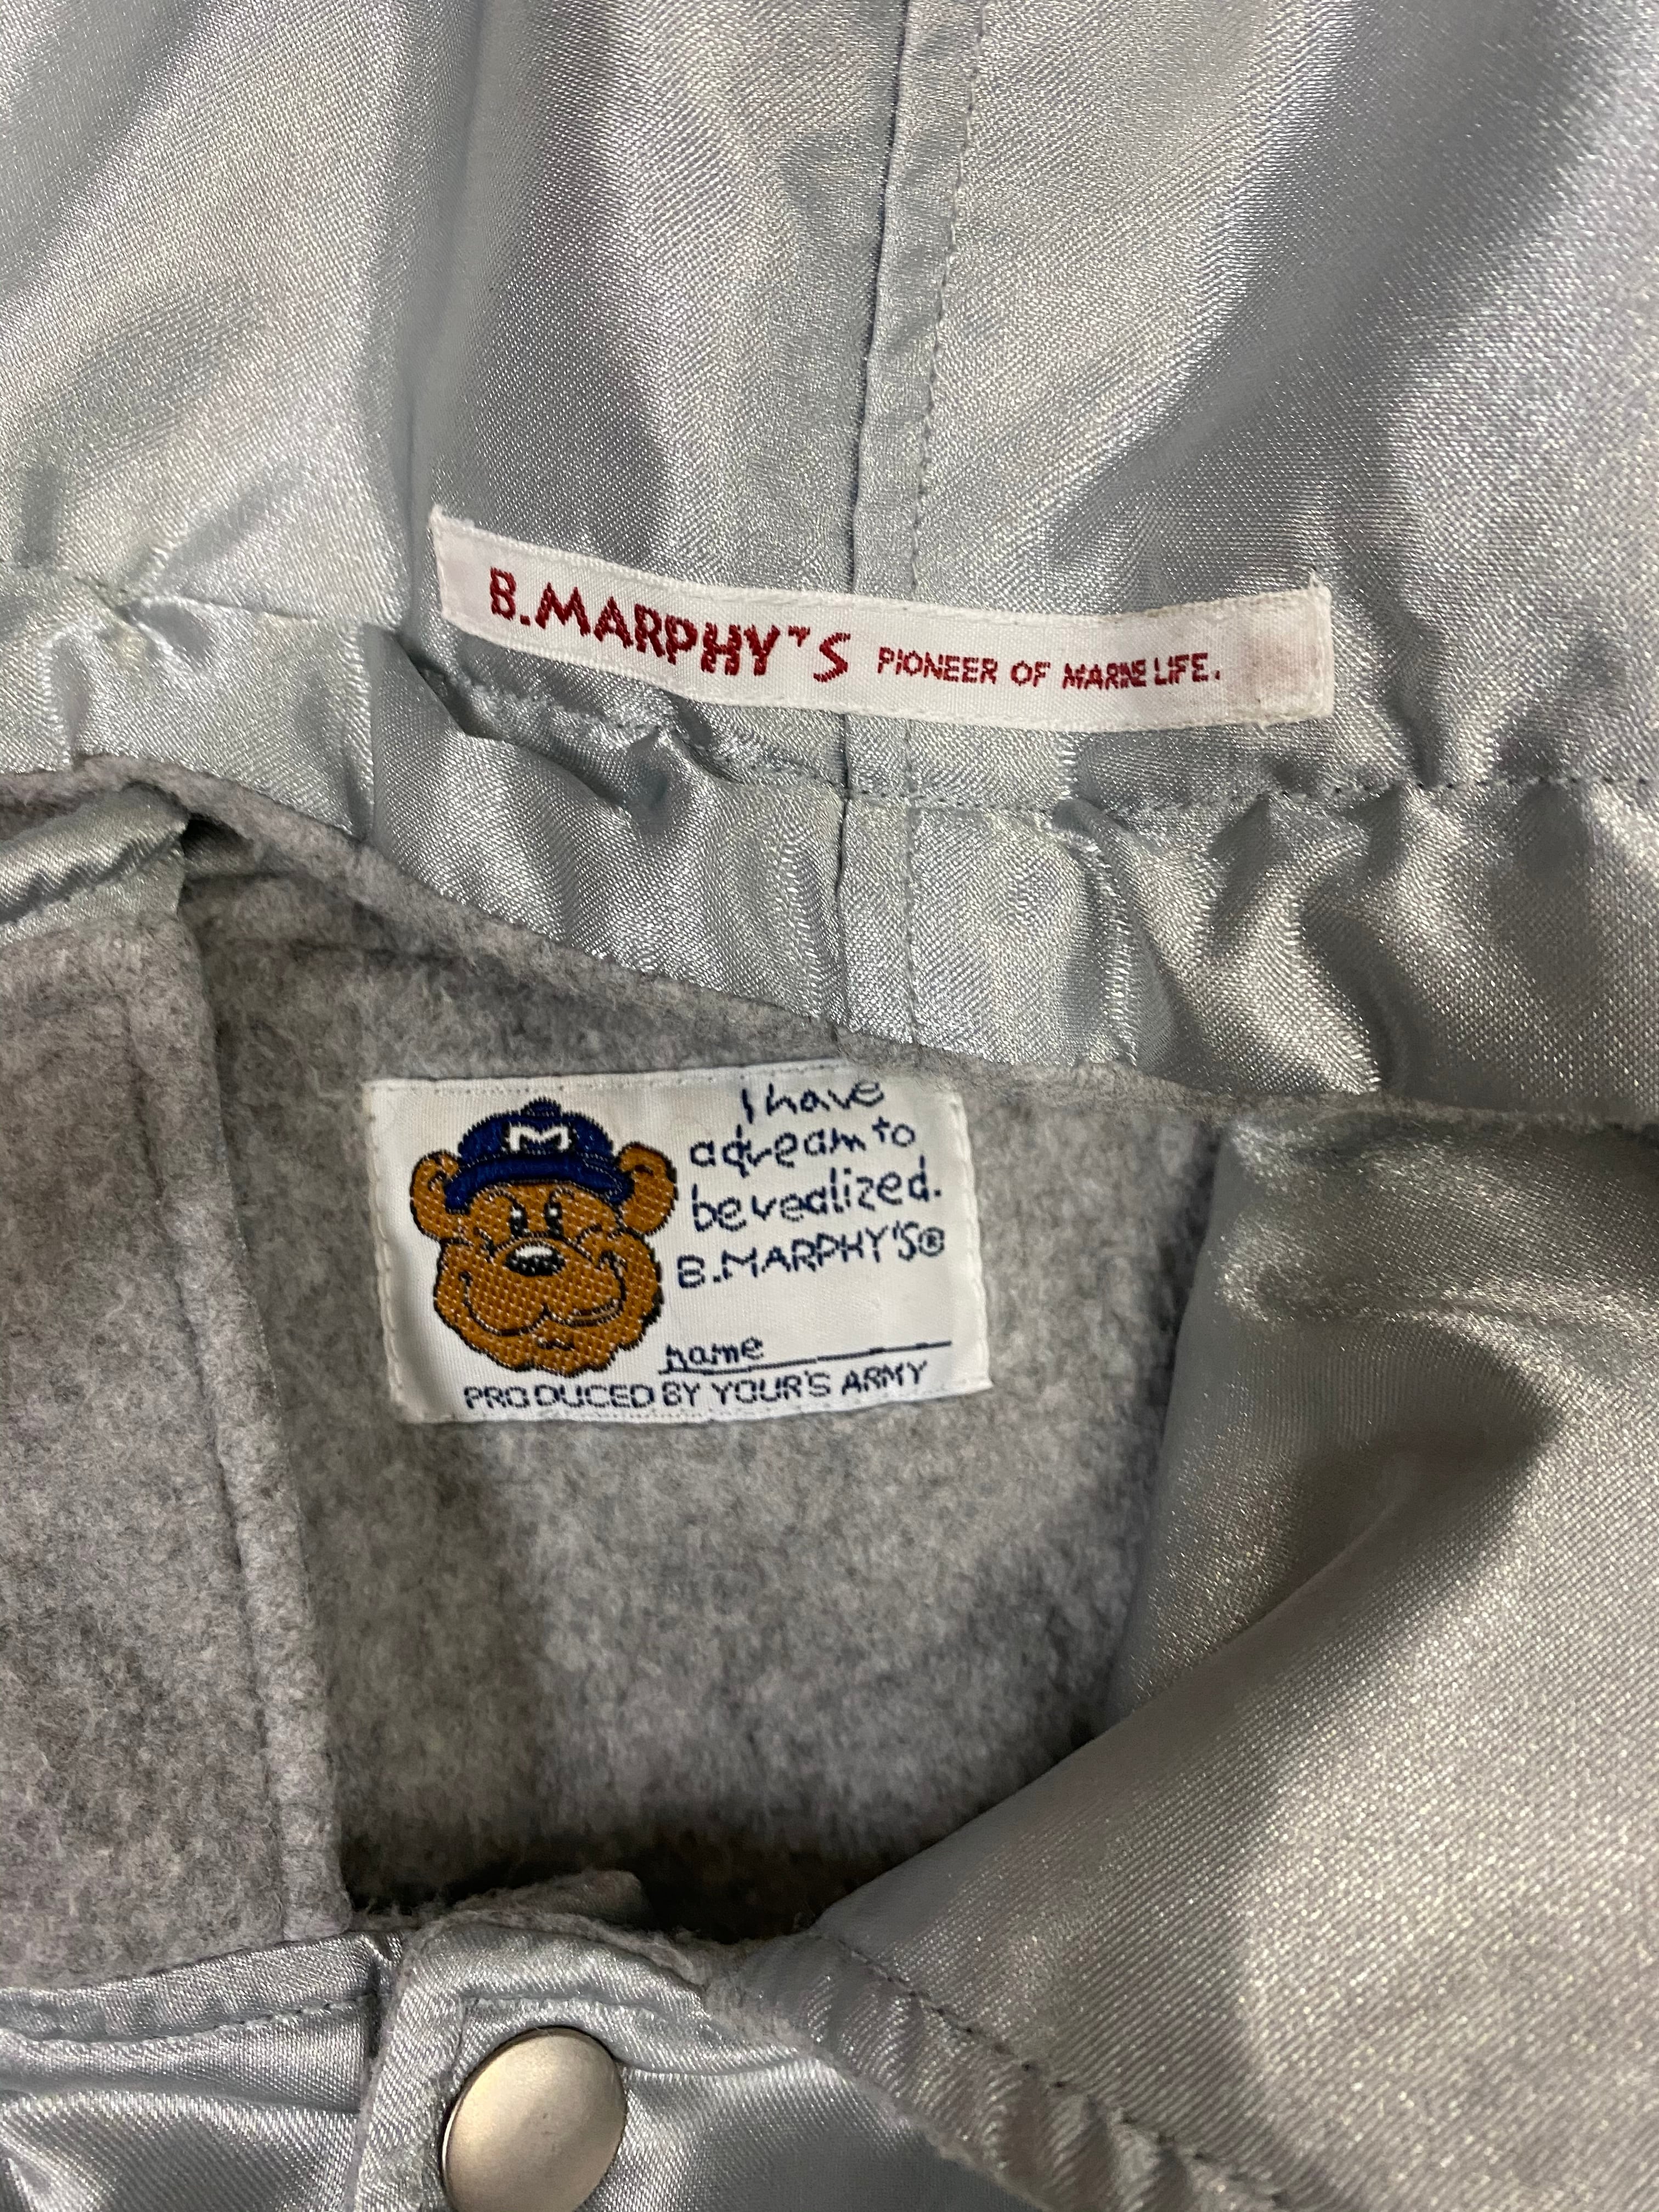 B.MARPHY'S PIONEER OF MARINE LIFE.
M
I have
a dream to
be realized.
B.MARPHY'S®
name
PRODUCED BY YOUR'S ARMY